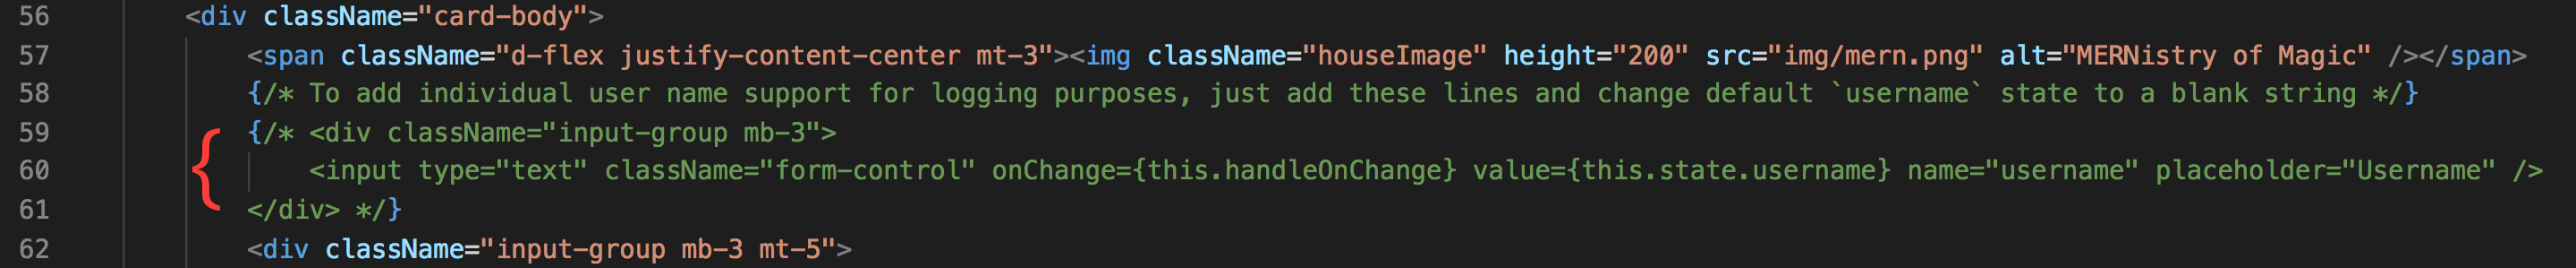 56 <div className="card-body">
57 <span className="d-flex justify-content-center mt-3"><img className="houseImage" height="200" src="img/mern.png" alt="MERNistry of Magic" /></span>
58 {/* To add individual user name support for logging purposes, just add these lines and change default `username` state to a blank string */}
59 {/* <div className="input-group mb-3">
60 <input type="text" className="form-control" onChange={this.handleOnChange} value={this.state.username} name="username" placeholder="Username" />
61 </div> */}
62 <div className="input-group mb-3 mt-5">